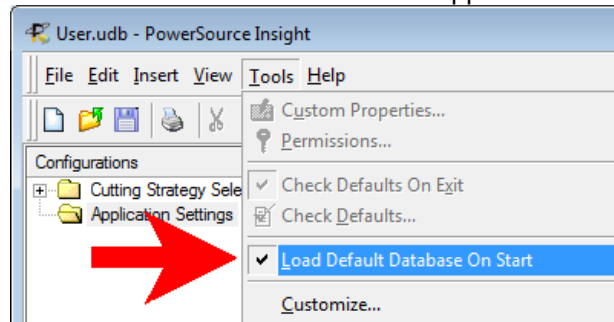 User.udb - PowerSource Insight
File Edit Insert View Tools Help
Custom Properties...
Permissions...
Configurations
Cutting Strategy Sele
Check Defaults On Exit
Application Settings
Check Defaults...
Load Default Database On Start
Customize...